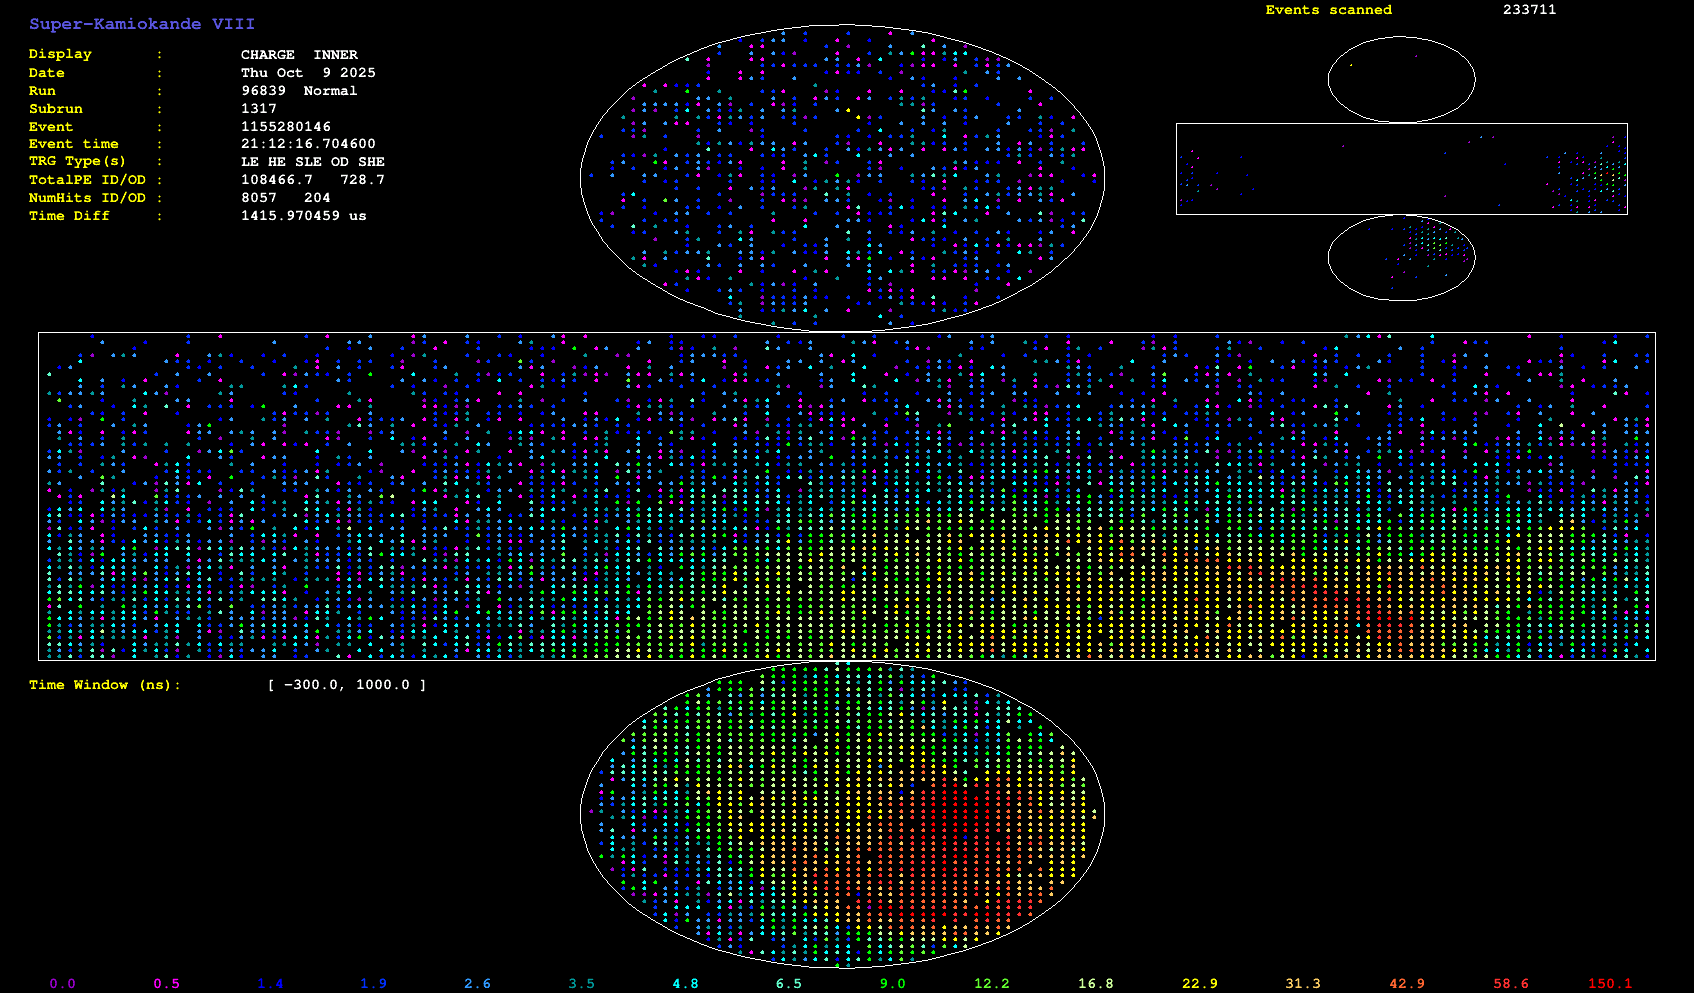 Super-Kamiokande VIII
Events scanned 233711
Display : CHARGE INNER
Date : Thu Oct 9 2025
Run : 96839 Normal
Subrun : 1317
Event : 1155280146
Event time : 21:12:16.704600
TRG Type(s) : LE HE SLE OD SHE
TotalPE ID/OD : 108466.7 728.7
NumHits ID/OD : 8057 204
Time Diff : 1415.970459 us
Time Window (ns): [ -300.0, 1000.0 ]
0.0 0.5 1.4 1.9 2.6 3.5 4.8 6.5 9.0 12.2 16.8 22.9 31.3 42.9 58.6 150.1